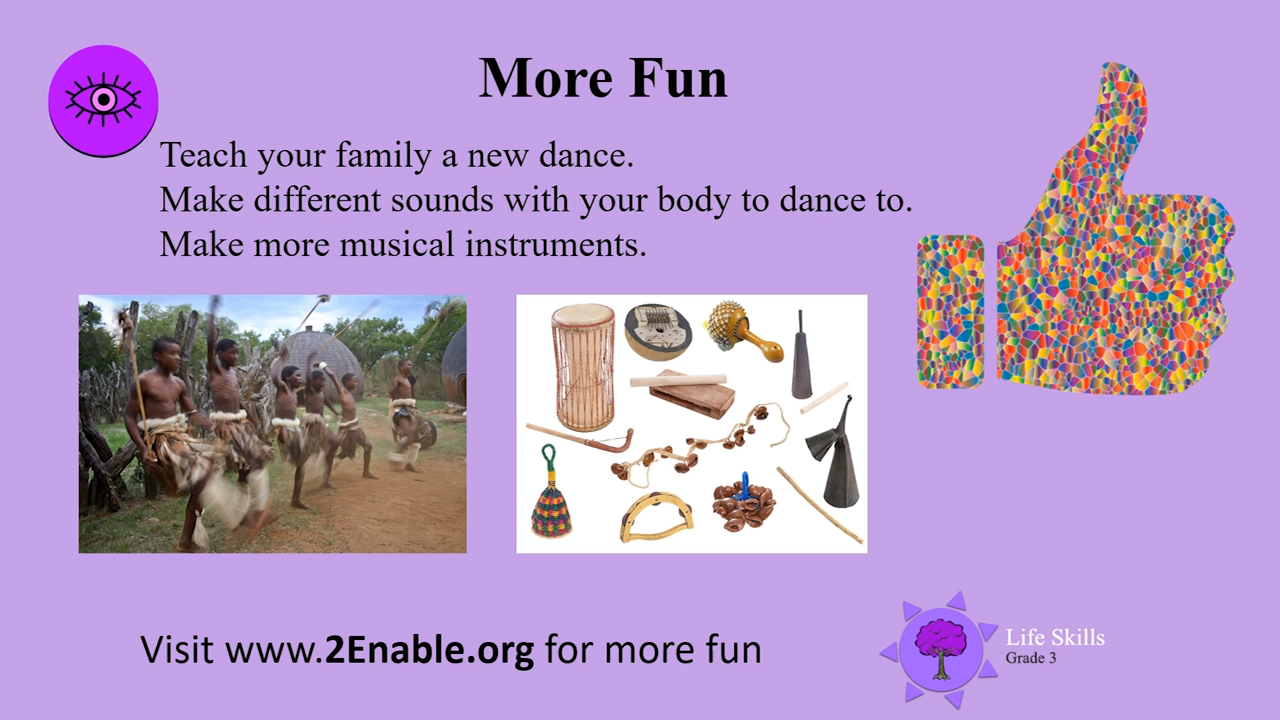 More Fun
Teach your family a new dance.
Make different sounds with your body to dance to.
Make more musical instruments.
Visit www.2Enable.org for more fun
Life Skills
Grade 3